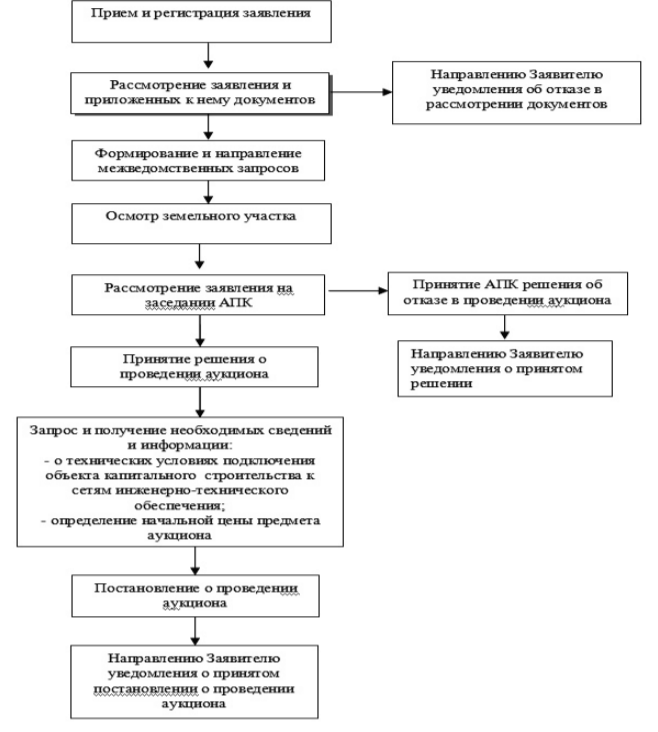 Прием и регистрация заявления
Рассмотрение заявления и
приложенных к нему документов
Направлению Заявителю
уведомления об отказе в
рассмотрении документов
Формирование и направление
межведомственных запросов
Осмотр земельного участка
Рассмотрение заявления на
заседании АПК
Принятие АПК решения об
отказе в проведении аукциона
Направлению Заявителю
уведомления о принятом
решении
Принятие решения о
проведении аукциона
Запрос и получение необходимых сведений
и информации:
- о технических условиях подключения
объекта капитального строительства к
сетям инженерно-технического
обеспечения;
- определение начальной цены предмета
аукциона
Постановление о проведении
аукциона
Направлению Заявителю
уведомления о принятом
постановлении о проведении
аукциона